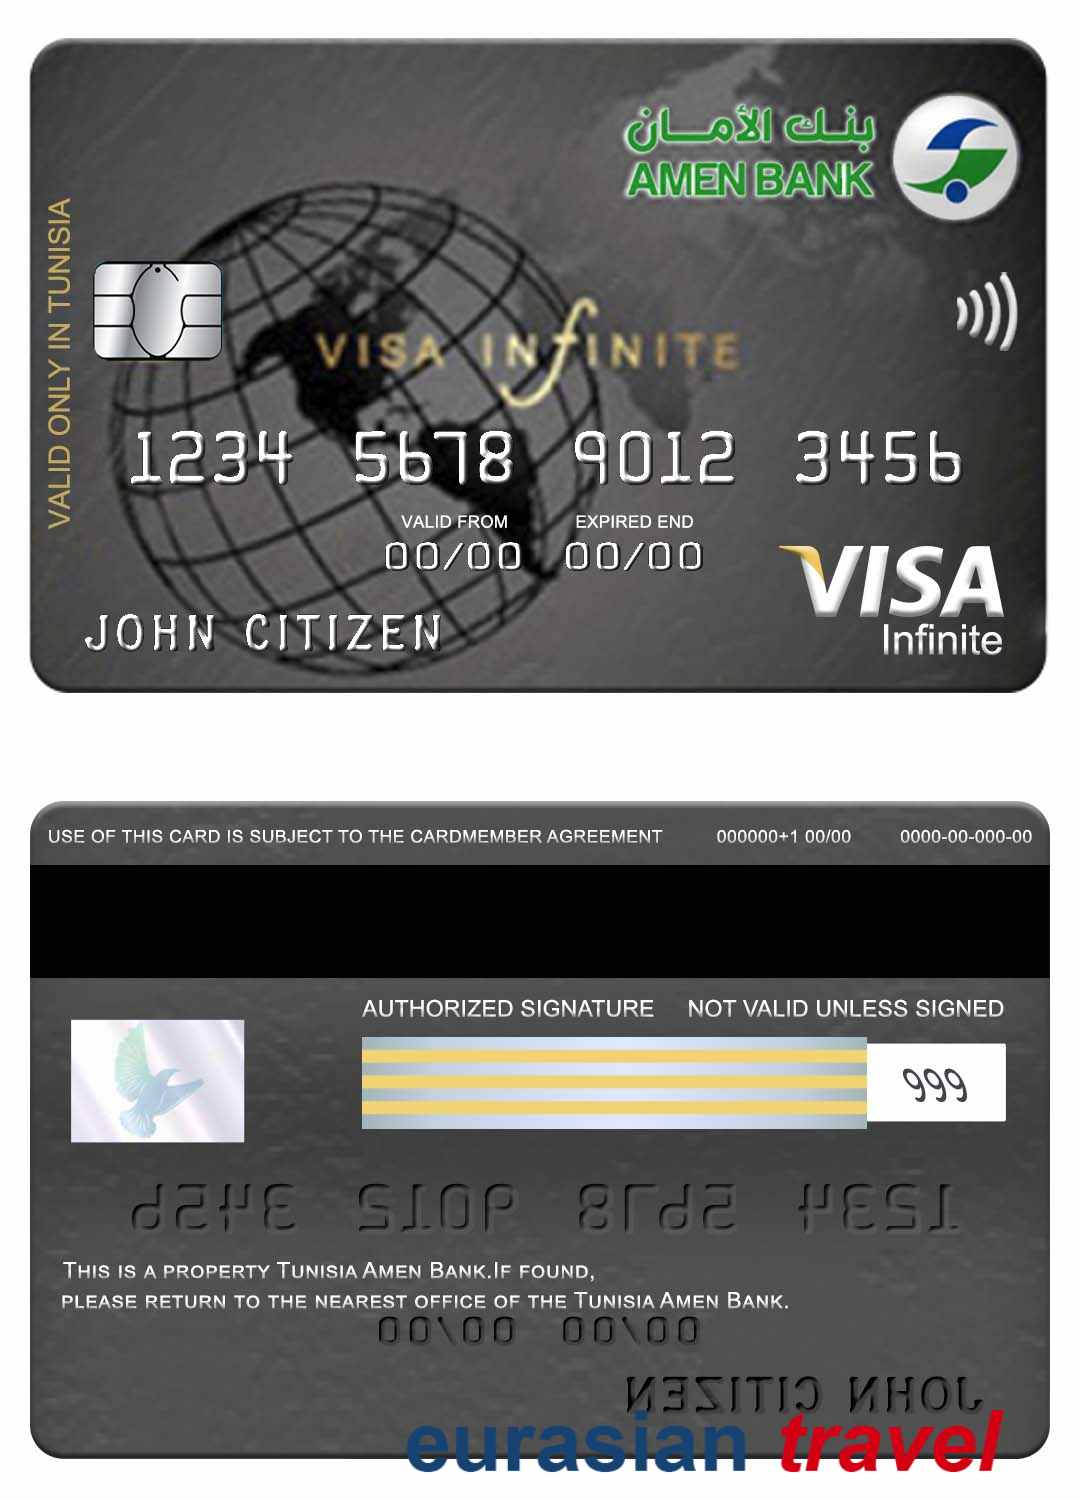 بنك الأمان
AMEN BANK
VALID ONLY IN TUNISIA
VISA INFINITE
1234 5678 9012 3456
VALID FROM EXPIRED END
00/00 00/00
JOHN CITIZEN
VISA
Infinite
USE OF THIS CARD IS SUBJECT TO THE CARDMEMBER AGREEMENT 000000+1 00/00 0000-00-000-00
AUTHORIZED SIGNATURE NOT VALID UNLESS SIGNED
999
1234 5678 9012 3456
THIS IS A PROPERTY TUNISIA AMEN BANK.IF FOUND,
PLEASE RETURN TO THE NEAREST OFFICE OF THE TUNISIA AMEN BANK.
00/00 00/00
JOHN CITIZEN
eurasian travel